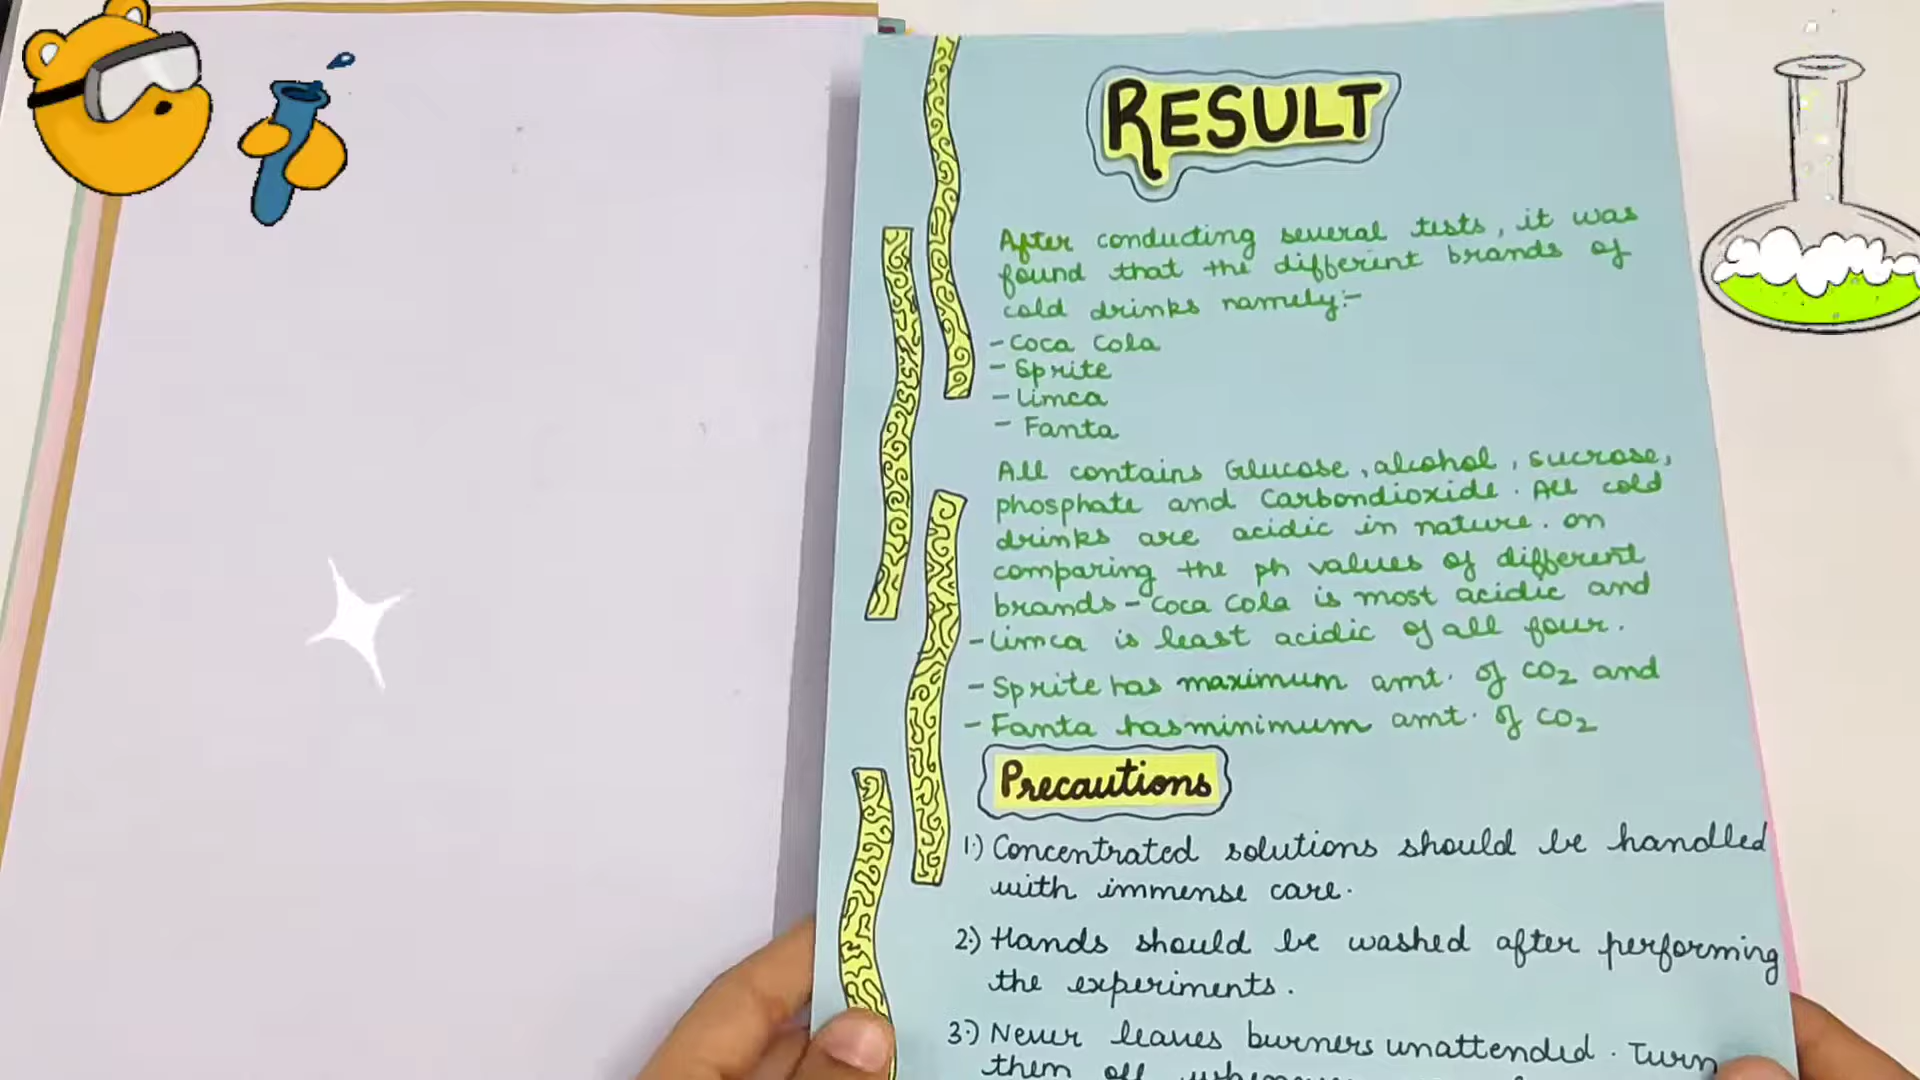 RESULT
After conducting several tests, it was
found that the different brands of
cold drinks namely:-
- Coca Cola
- Sprite
- Limca
- Fanta
All contains Glucose, alcohol, sucrose,
phosphate and Carbondioxide. All cold
drinks are acidic in nature. on
comparing the ph values of different
brands - Coca Cola is most acidic and
- Limca is least acidic of all four.
- Sprite has maximum amt. of CO2 and
- Fanta has minimum amt. of CO2
Precautions
1.) Concentrated solutions should be handled
with immense care.
2.) Hands should be washed after performing
the experiments.
3.) Never leaves burners unattended. Turn
them off